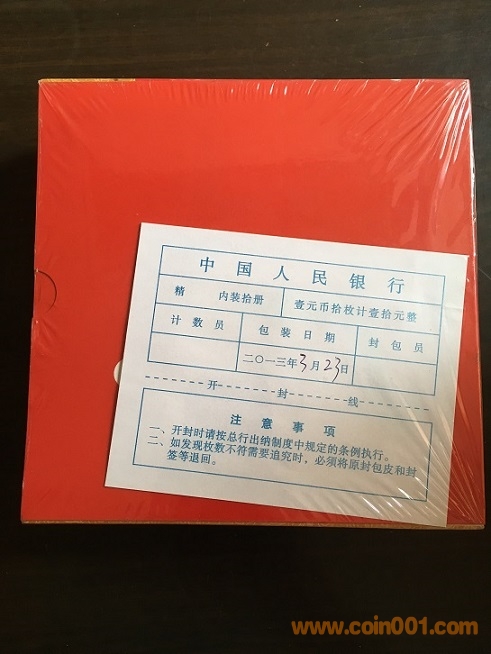 中国人民银行
精 内装拾册 壹元币拾枚计壹拾元整
计数员 包装日期 封包员
二〇一三年3月23日
开封线
注意事项
一、开封时请按总行出纳制度中规定的条例执行。
二、如发现枚数不符需要追究时，必须将原封包皮和封
签等退回。
www.coin001.com